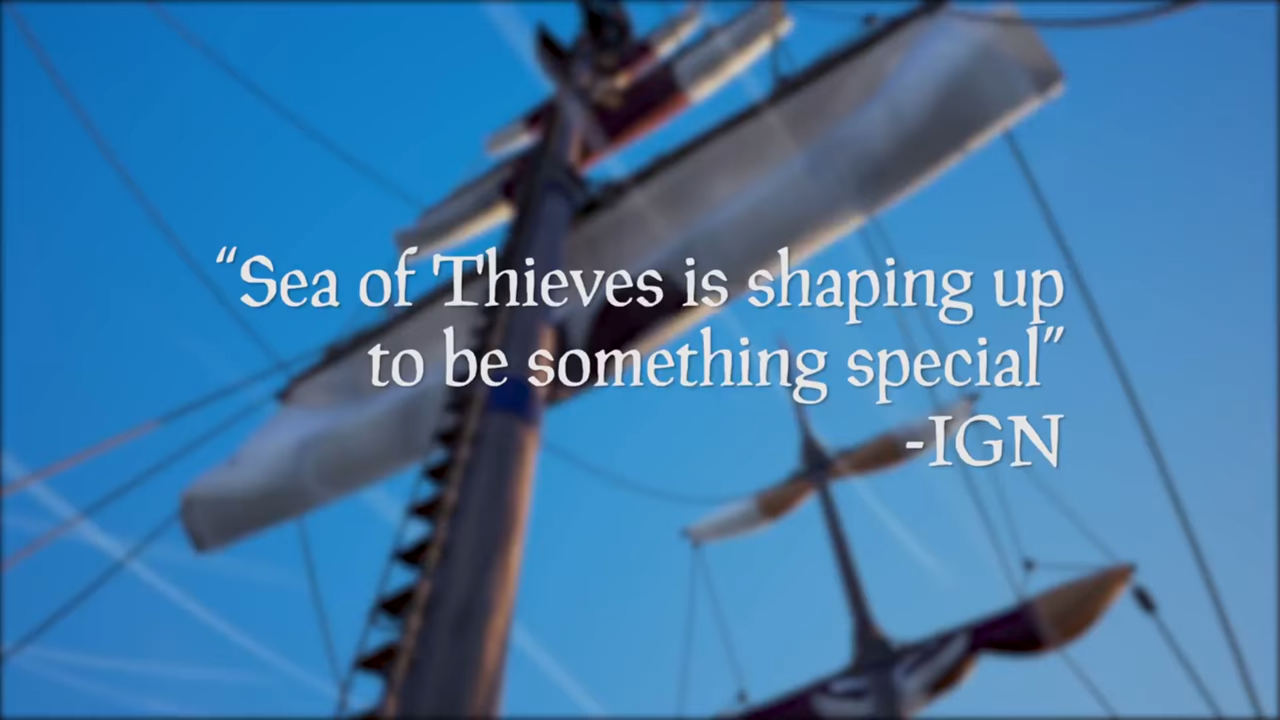 “Sea of Thieves is shaping up
to be something special”
-IGN